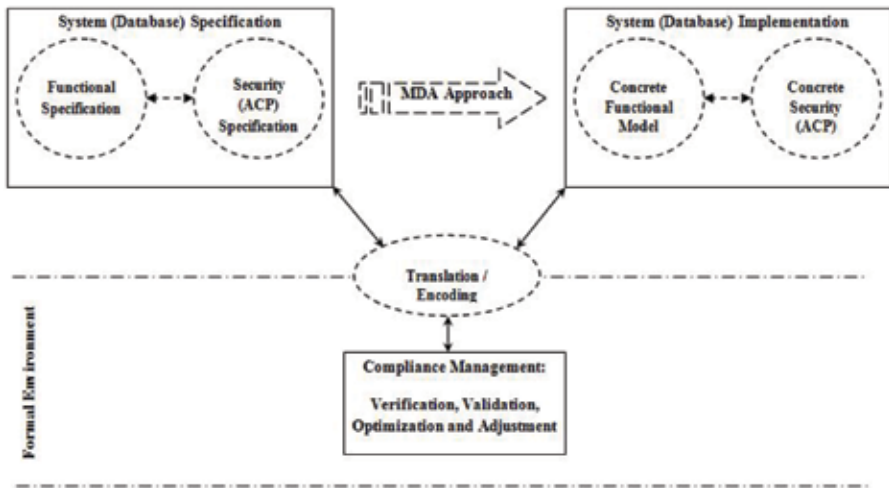 System (Database) Specification
Functional
Specification
Security
(ACP)
Specification
MDA Approach
System (Database) Implementation
Concrete
Functional
Model
Concrete
Security
(ACP)
Translation /
Encoding
Formal Environment
Compliance Management:
Verification, Validation,
Optimization and Adjustment